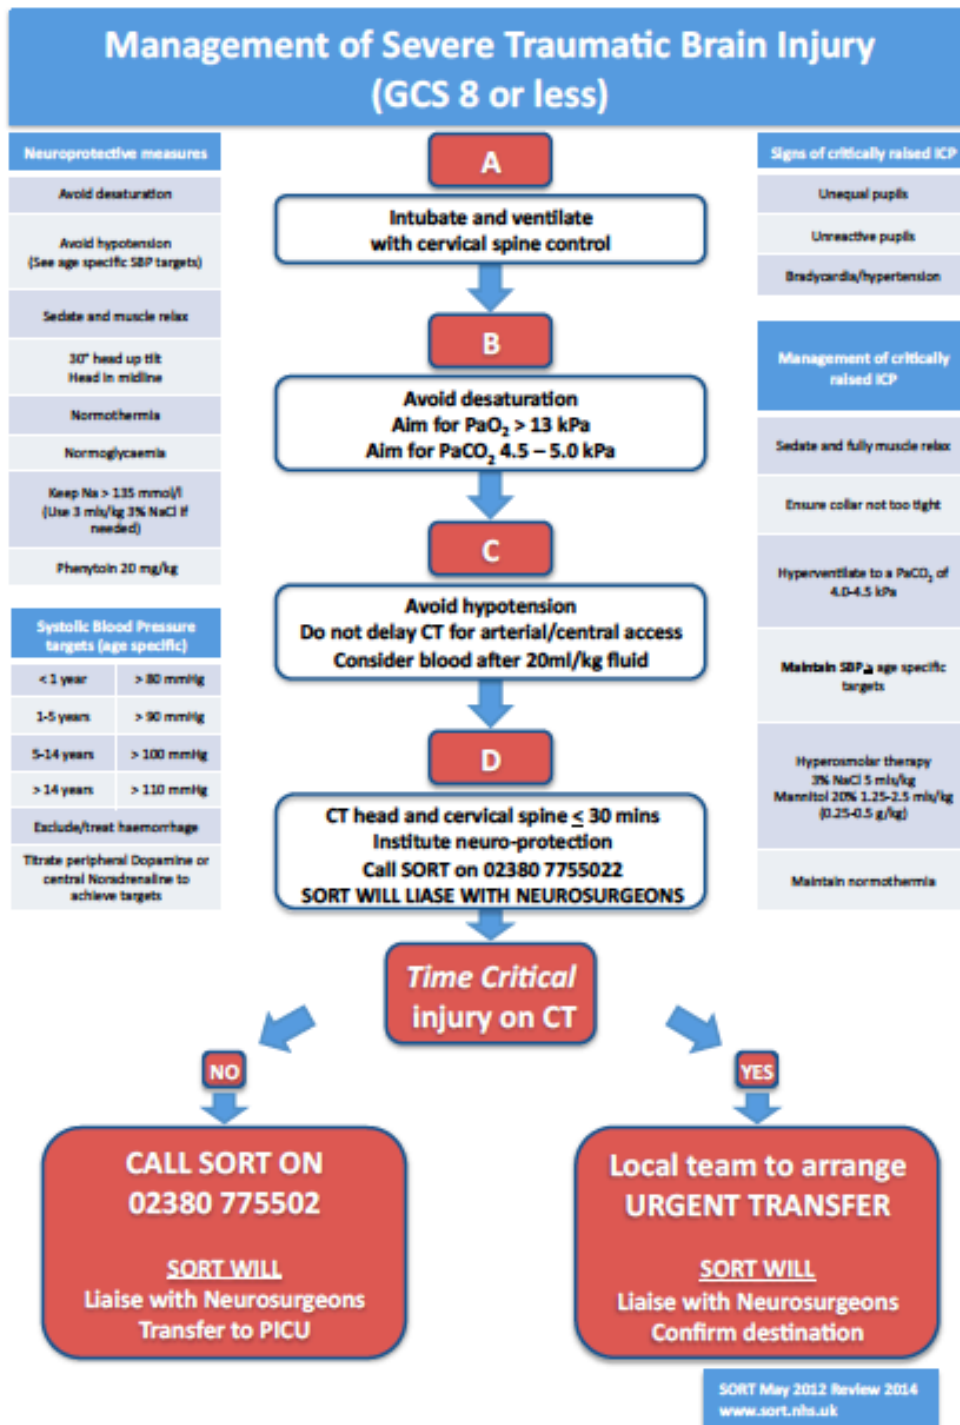 Management of Severe Traumatic Brain Injury
(GCS 8 or less)
Neuroprotective measures
Avoid desaturation
Avoid hypotension
(See age specific SBP targets)
Sedate and muscle relax
30° head up tilt
Head in midline
Normothermia
Normoglycaemia
Keep Na > 135 mmol/l
(Use 3 mls/kg 3% NaCl if
needed)
Phenytoin 20 mg/kg
Systolic Blood Pressure
targets (age specific)
< 1 year > 80 mmHg
1-5 years > 90 mmHg
5-14 years > 100 mmHg
> 14 years > 110 mmHg
Exclude/treat haemorrhage
Titrate peripheral Dopamine or
central Noradrenaline to
achieve targets
A
Intubate and ventilate
with cervical spine control
B
Avoid desaturation
Aim for PaO₂ > 13 kPa
Aim for PaCO₂ 4.5 – 5.0 kPa
C
Avoid hypotension
Do not delay CT for arterial/central access
Consider blood after 20ml/kg fluid
D
CT head and cervical spine ≤ 30 mins
Institute neuro-protection
Call SORT on 02380 7755022
SORT WILL LIASE WITH NEUROSURGEONS
Signs of critically raised ICP
Unequal pupils
Unreactive pupils
Bradycardia/hypertension
Management of critically
raised ICP
Sedate and fully muscle relax
Ensure collar not too tight
Hyperventilate to a PaCO₂ of
4.0-4.5 kPa
Maintain SBP age specific
targets
Hyperosmolar therapy
3% NaCl 5 mls/kg
Mannitol 20% 1.25-2.5 mls/kg
(0.25-0.5 g/kg)
Maintain normothermia
Time Critical
injury on CT
NO
YES
CALL SORT ON
02380 775502
SORT WILL
Liaise with Neurosurgeons
Transfer to PICU
Local team to arrange
URGENT TRANSFER
SORT WILL
Liaise with Neurosurgeons
Confirm destination
SORT May 2012 Review 2014
www.sort.nhs.uk